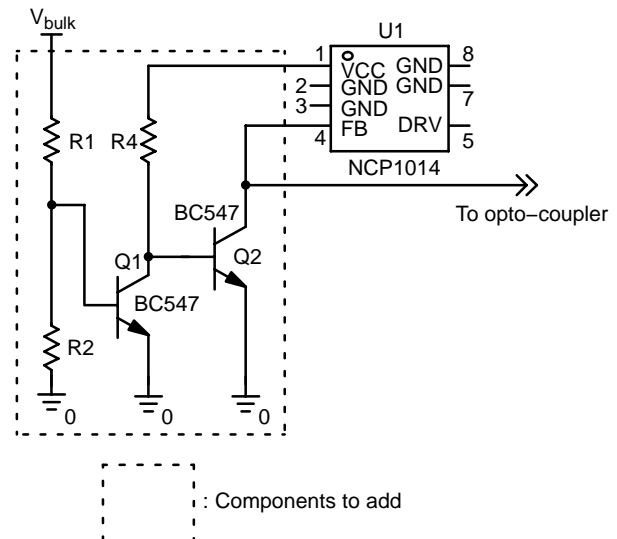 Vbulk
U1
1
VCC
GND
8
2
GND
GND
7
3
GND
4
FB
DRV
5
NCP1014
R1
R4
BC547
To opto−coupler
Q1
Q2
BC547
R2
0
0
0
: Components to add